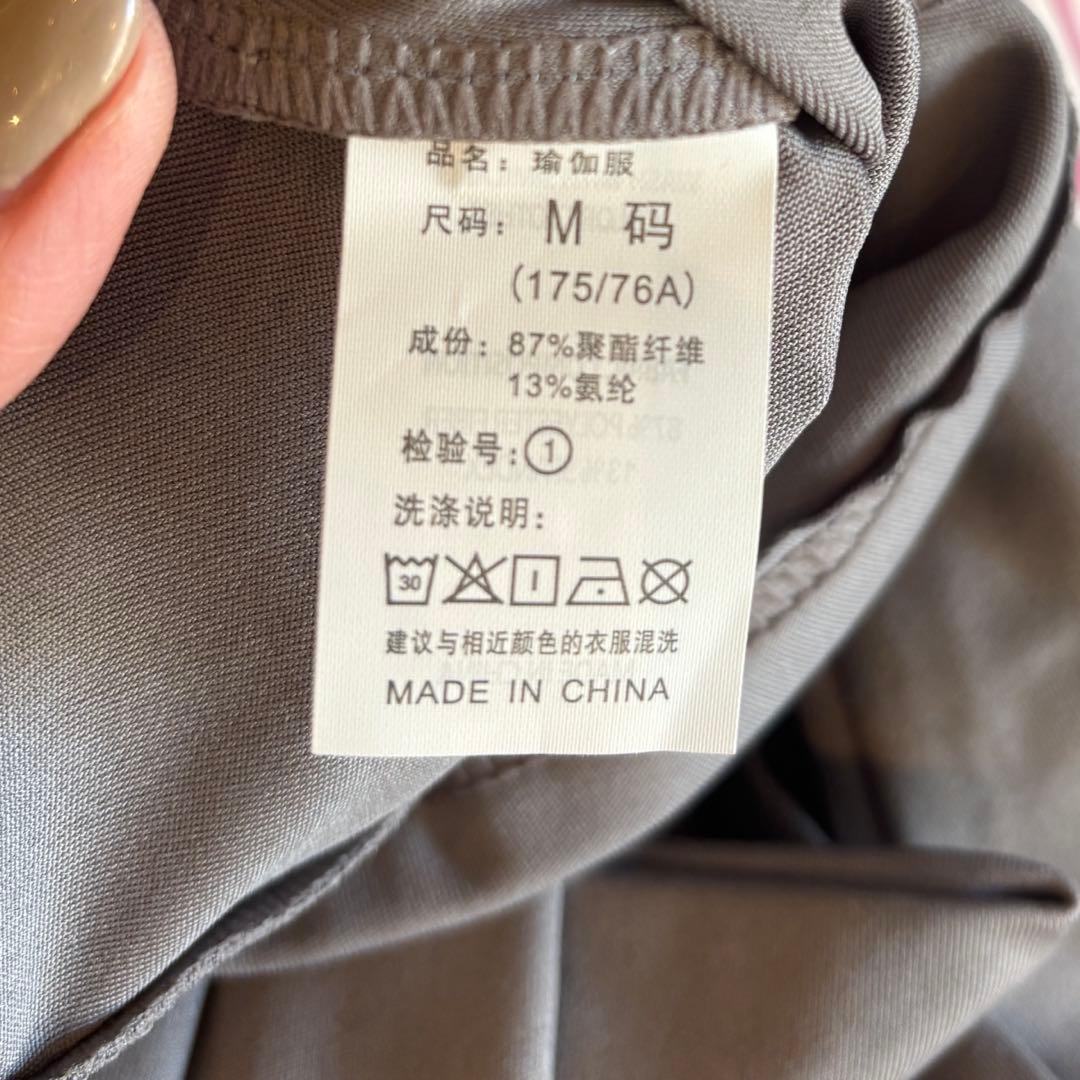 品名：瑜伽服
尺码：M 码
(175/76A)
成份：87%聚酯纤维
13%氨纶
检验号:①
洗涤说明：
30
建议与相近颜色的衣服混洗
MADE IN CHINA